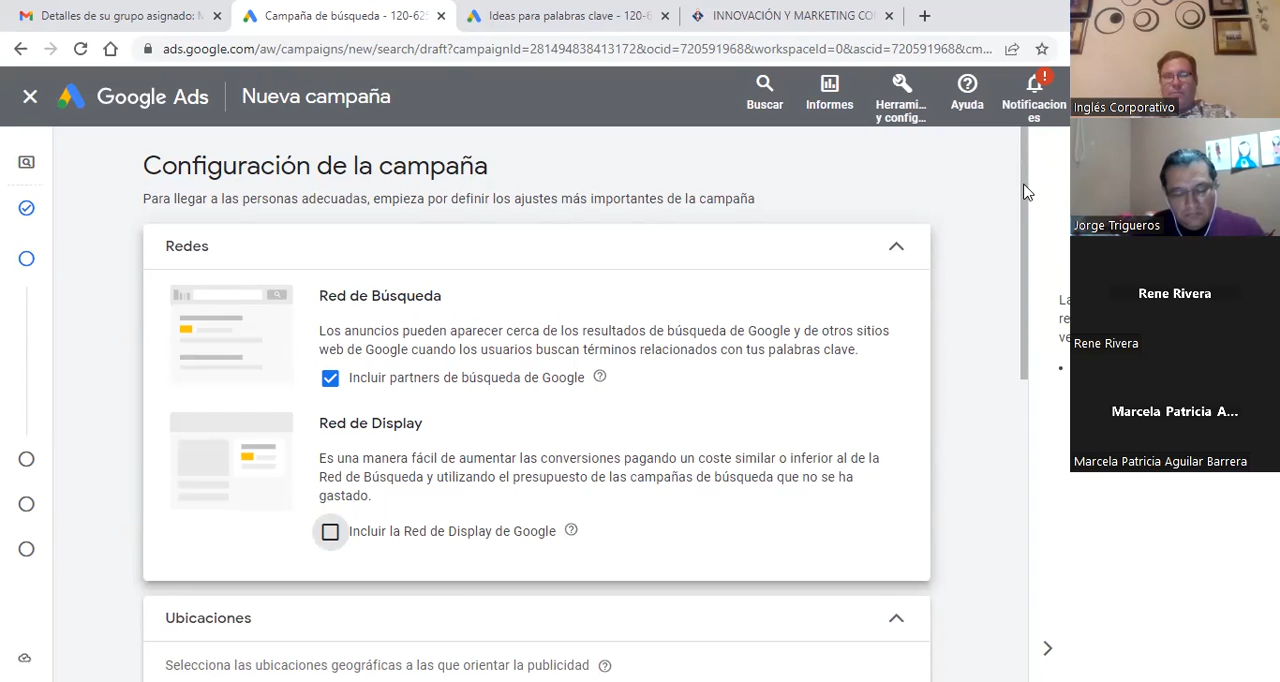 Detalles de su grupo asignado: M
Campaña de búsqueda - 120-625
Ideas para palabras clave - 120-6
INNOVACIÓN Y MARKETING CO
ads.google.com/aw/campaigns/new/search/draft?campaignId=281494838413172&ocid=720591968&workspaceId=0&ascid=720591968&cm...
Google Ads
Nueva campaña
Buscar
Informes
Herrami...
y config...
Ayuda
!
Notificacion
es
Configuración de la campaña
Para llegar a las personas adecuadas, empieza por definir los ajustes más importantes de la campaña
Redes
Red de Búsqueda
Los anuncios pueden aparecer cerca de los resultados de búsqueda de Google y de otros sitios
web de Google cuando los usuarios buscan términos relacionados con tus palabras clave.
Incluir partners de búsqueda de Google
Red de Display
Es una manera fácil de aumentar las conversiones pagando un coste similar o inferior al de la
Red de Búsqueda y utilizando el presupuesto de las campañas de búsqueda que no se ha
gastado.
Incluir la Red de Display de Google
Ubicaciones
Selecciona las ubicaciones geográficas a las que orientar la publicidad
Inglés Corporativo
Jorge Trigueros
Rene Rivera
Rene Rivera
Marcela Patricia A...
Marcela Patricia Aguilar Barrera